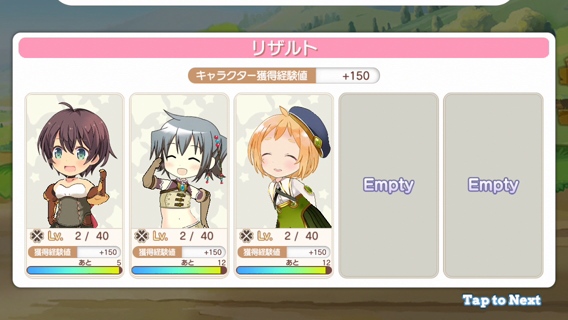 リザルト
キャラクター獲得経験値 +150
Lv. 2 / 40
獲得経験値 +150
あと 5
Lv. 2 / 40
獲得経験値 +150
あと 12
Lv. 2 / 40
獲得経験値 +150
あと 12
Empty
Empty
Tap to Next